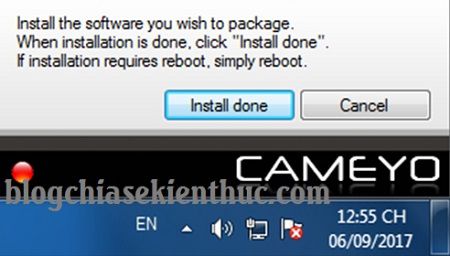 Install the software you wish to package.
When installation is done, click "Install done".
If installation requires reboot, simply reboot.
Install done
Cancel
CAMEYO
blogchiasekienthuc.com
EN
12:55 CH
06/09/2017